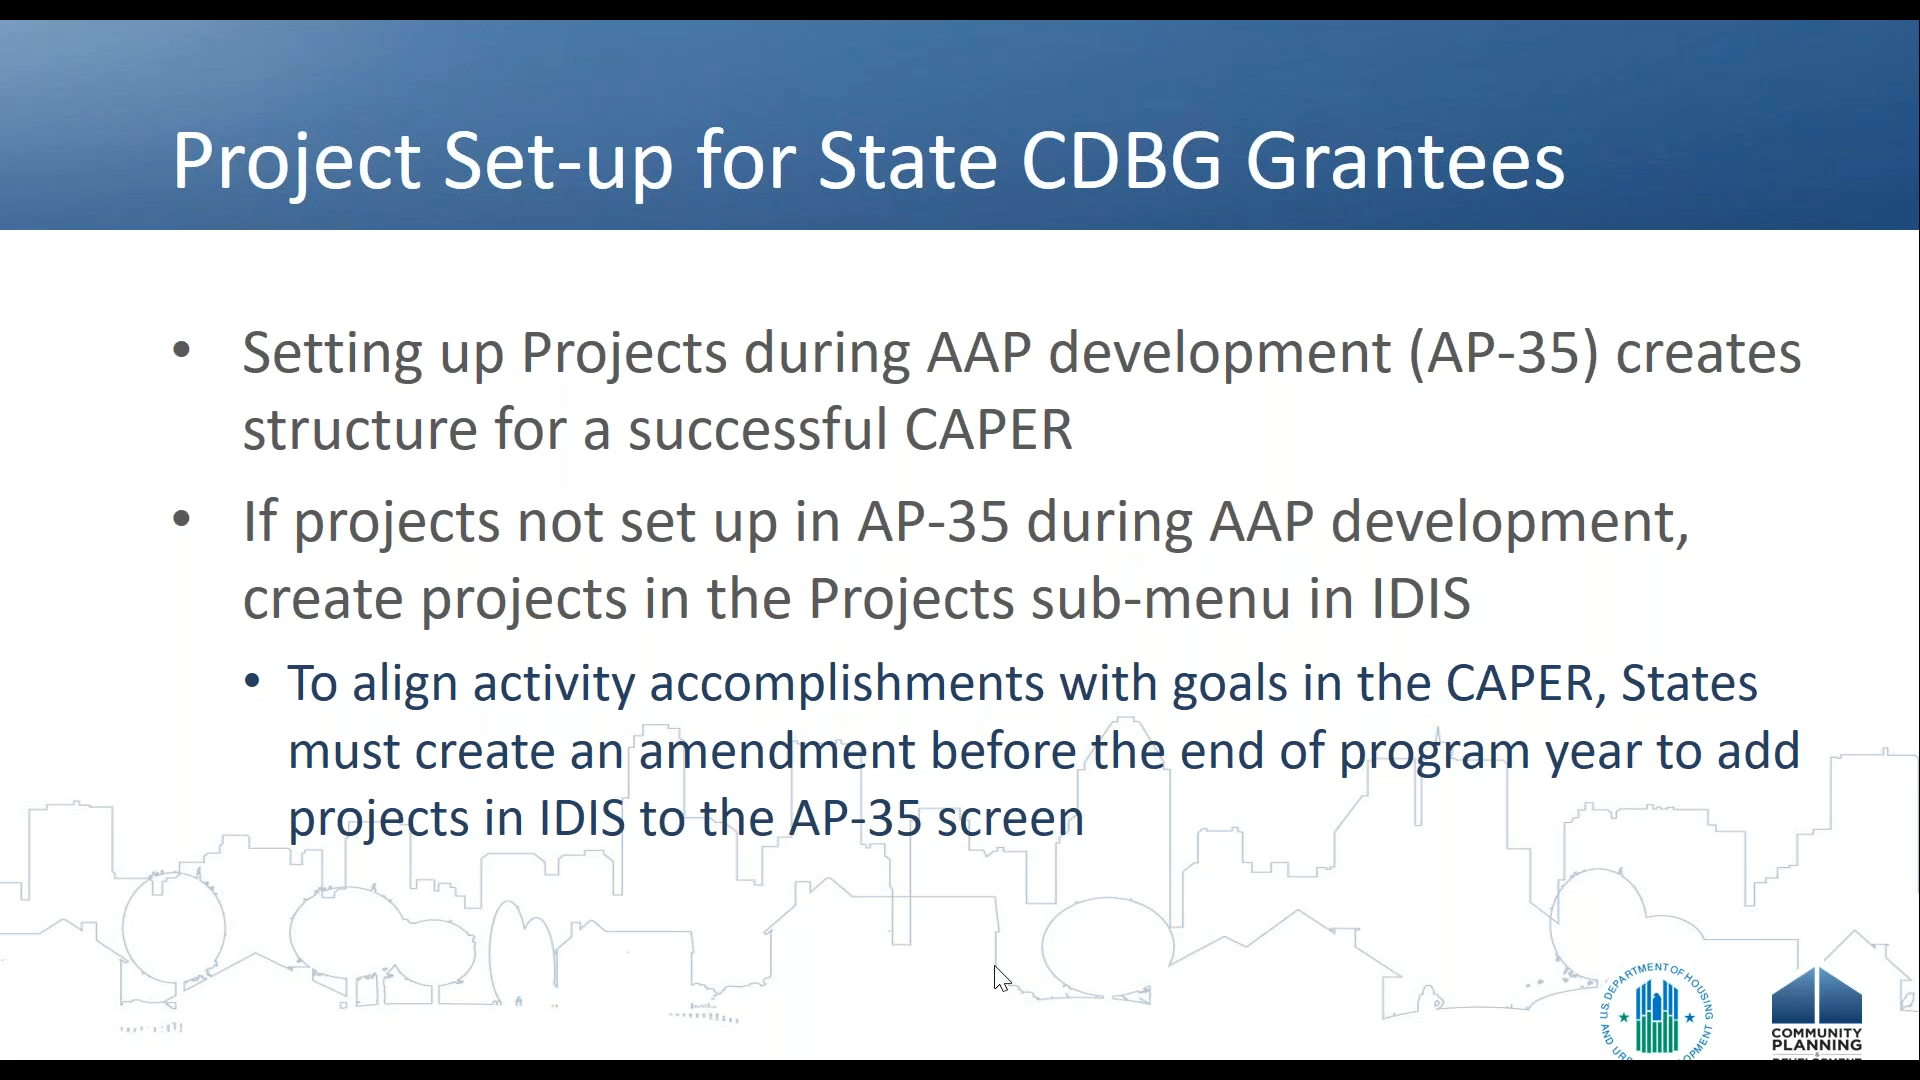 Project Set-up for State CDBG Grantees
• Setting up Projects during AAP development (AP-35) creates
structure for a successful CAPER
• If projects not set up in AP-35 during AAP development,
create projects in the Projects sub-menu in IDIS
• To align activity accomplishments with goals in the CAPER, States
must create an amendment before the end of program year to add
projects in IDIS to the AP-35 screen
U.S. DEPARTMENT OF HOUSING
COMMUNITY
PLANNING